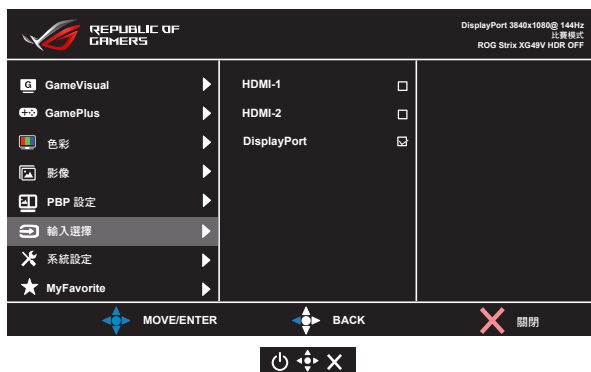 REPUBLIC OF
GAMERS
DisplayPort 3840x1080@ 144Hz
比賽模式
ROG Strix XG49V HDR OFF
G GameVisual
GamePlus
色彩
影像
PBP 設定
輸入選擇
系統設定
MyFavorite
HDMI-1
HDMI-2
DisplayPort
MOVE/ENTER
BACK
關閉